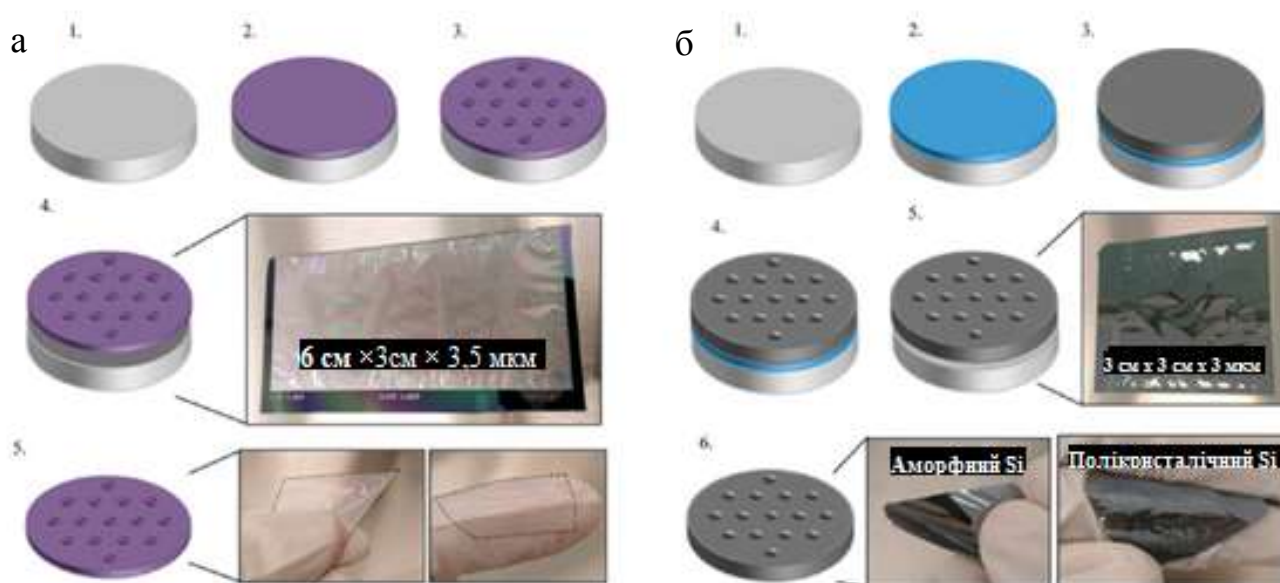 а
1.
2.
3.
4.
6 см ×3см × 3,5 мкм
5.
б
1.
2.
3.
4.
5.
3 см x 3 см x 3 мкм
6.
Аморфний Si
Поліконсталічний Si